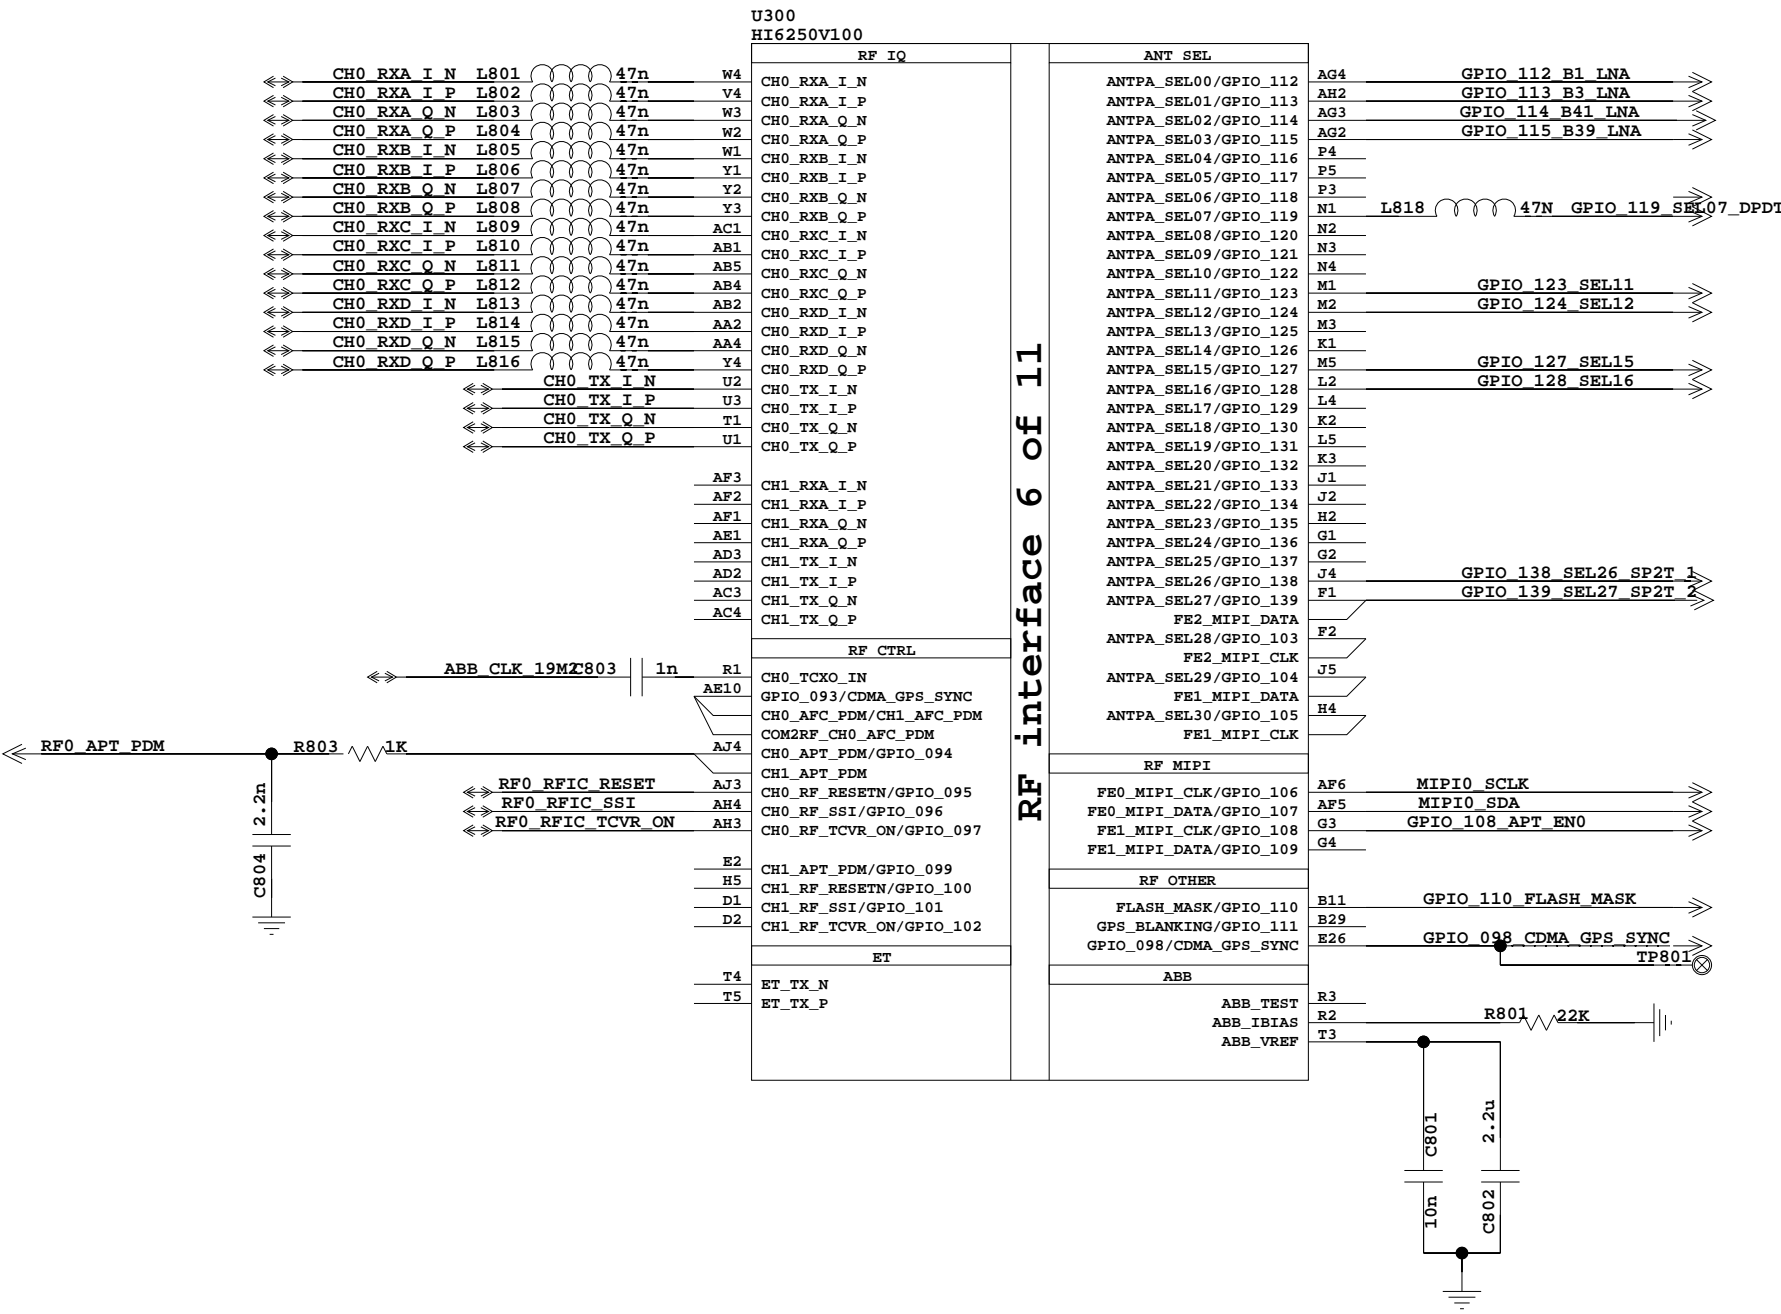 U300
HI6250V100
RF IQ
ANT SEL
CH0_RXA_I_N L801 47n W4 CH0_RXA_I_N
CH0_RXA_I_P L802 47n V4 CH0_RXA_I_P
CH0_RXA_Q_N L803 47n W3 CH0_RXA_Q_N
CH0_RXA_Q_P L804 47n W2 CH0_RXA_Q_P
CH0_RXB_I_N L805 47n W1 CH0_RXB_I_N
CH0_RXB_I_P L806 47n Y1 CH0_RXB_I_P
CH0_RXB_Q_N L807 47n Y2 CH0_RXB_Q_N
CH0_RXB_Q_P L808 47n Y3 CH0_RXB_Q_P
CH0_RXC_I_N L809 47n AC1 CH0_RXC_I_N
CH0_RXC_I_P L810 47n AB1 CH0_RXC_I_P
CH0_RXC_Q_N L811 47n AB5 CH0_RXC_Q_N
CH0_RXC_Q_P L812 47n AB4 CH0_RXC_Q_P
CH0_RXD_I_N L813 47n AB2 CH0_RXD_I_N
CH0_RXD_I_P L814 47n AA2 CH0_RXD_I_P
CH0_RXD_Q_N L815 47n AA4 CH0_RXD_Q_N
CH0_RXD_Q_P L816 47n Y4 CH0_RXD_Q_P
CH0_TX_I_N U2 CH0_TX_I_N
CH0_TX_I_P U3 CH0_TX_I_P
CH0_TX_Q_N T1 CH0_TX_Q_N
CH0_TX_Q_P U1 CH0_TX_Q_P
AF3 CH1_RXA_I_N
AF2 CH1_RXA_I_P
AF1 CH1_RXA_Q_N
AE1 CH1_RXA_Q_P
AD3 CH1_TX_I_N
AD2 CH1_TX_I_P
AC3 CH1_TX_Q_N
AC4 CH1_TX_Q_P
RF CTRL
ABB_CLK_19M2 C803 1n R1 CH0_TCXO_IN
AE10 GPIO_093/CDMA_GPS_SYNC
CH0_AFC_PDM/CH1_AFC_PDM
COM2RF_CH0_AFC_PDM
RF0_APT_PDM R803 1K AJ4 CH0_APT_PDM/GPIO_094
CH1_APT_PDM
RF0_RFIC_RESET AJ3 CH0_RF_RESETN/GPIO_095
RF0_RFIC_SSI AH4 CH0_RF_SSI/GPIO_096
RF0_RFIC_TCVR_ON AH3 CH0_RF_TCVR_ON/GPIO_097
2.2n
C804
E2 CH1_APT_PDM/GPIO_099
H5 CH1_RF_RESETN/GPIO_100
D1 CH1_RF_SSI/GPIO_101
D2 CH1_RF_TCVR_ON/GPIO_102
ET
T4 ET_TX_N
T5 ET_TX_P
RF interface 6 of 11
ANTPA_SEL00/GPIO_112 AG4 GPIO_112_B1_LNA
ANTPA_SEL01/GPIO_113 AH2 GPIO_113_B3_LNA
ANTPA_SEL02/GPIO_114 AG3 GPIO_114_B41_LNA
ANTPA_SEL03/GPIO_115 AG2 GPIO_115_B39_LNA
ANTPA_SEL04/GPIO_116 P4
ANTPA_SEL05/GPIO_117 P5
ANTPA_SEL06/GPIO_118 P3
ANTPA_SEL07/GPIO_119 N1 L818 47N GPIO_119_SEL07_DPDT
ANTPA_SEL08/GPIO_120 N2
ANTPA_SEL09/GPIO_121 N3
ANTPA_SEL10/GPIO_122 N4
ANTPA_SEL11/GPIO_123 M1 GPIO_123_SEL11
ANTPA_SEL12/GPIO_124 M2 GPIO_124_SEL12
ANTPA_SEL13/GPIO_125 M3
ANTPA_SEL14/GPIO_126 K1
ANTPA_SEL15/GPIO_127 M5 GPIO_127_SEL15
ANTPA_SEL16/GPIO_128 L2 GPIO_128_SEL16
ANTPA_SEL17/GPIO_129 L4
ANTPA_SEL18/GPIO_130 K2
ANTPA_SEL19/GPIO_131 L5
ANTPA_SEL20/GPIO_132 K3
ANTPA_SEL21/GPIO_133 J1
ANTPA_SEL22/GPIO_134 J2
ANTPA_SEL23/GPIO_135 H2
ANTPA_SEL24/GPIO_136 G1
ANTPA_SEL25/GPIO_137 G2
ANTPA_SEL26/GPIO_138 J4 GPIO_138_SEL26_SP2T_1
ANTPA_SEL27/GPIO_139 F1 GPIO_139_SEL27_SP2T_2
FE2_MIPI_DATA
ANTPA_SEL28/GPIO_103 F2
FE2_MIPI_CLK
ANTPA_SEL29/GPIO_104 J5
FE1_MIPI_DATA
ANTPA_SEL30/GPIO_105 H4
FE1_MIPI_CLK
RF MIPI
FE0_MIPI_CLK/GPIO_106 AF6 MIPI0_SCLK
FE0_MIPI_DATA/GPIO_107 AF5 MIPI0_SDA
FE1_MIPI_CLK/GPIO_108 G3 GPIO_108_APT_EN0
FE1_MIPI_DATA/GPIO_109 G4
RF OTHER
FLASH_MASK/GPIO_110 B11 GPIO_110_FLASH_MASK
GPS_BLANKING/GPIO_111 B29
GPIO_098/CDMA_GPS_SYNC E26 GPIO_098_CDMA_GPS_SYNC
TP801
ABB
ABB_TEST R3
ABB_IBIAS R2 R801 22K
ABB_VREF T3
C801
10n
2.2u
C802